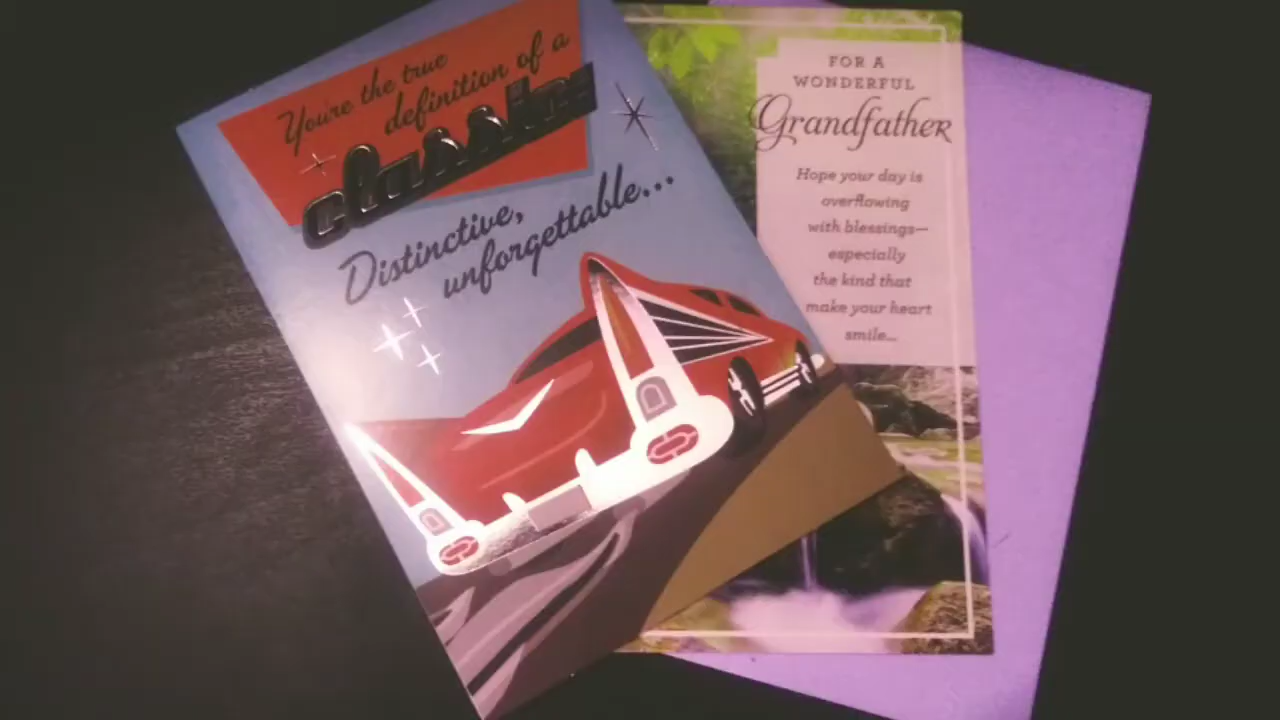 You're the true
definition of a
classic
Distinctive,
unforgettable...
FOR A
WONDERFUL
Grandfather
Hope your day is
overflowing
with blessings—
especially
the kind that
make your heart
smile...